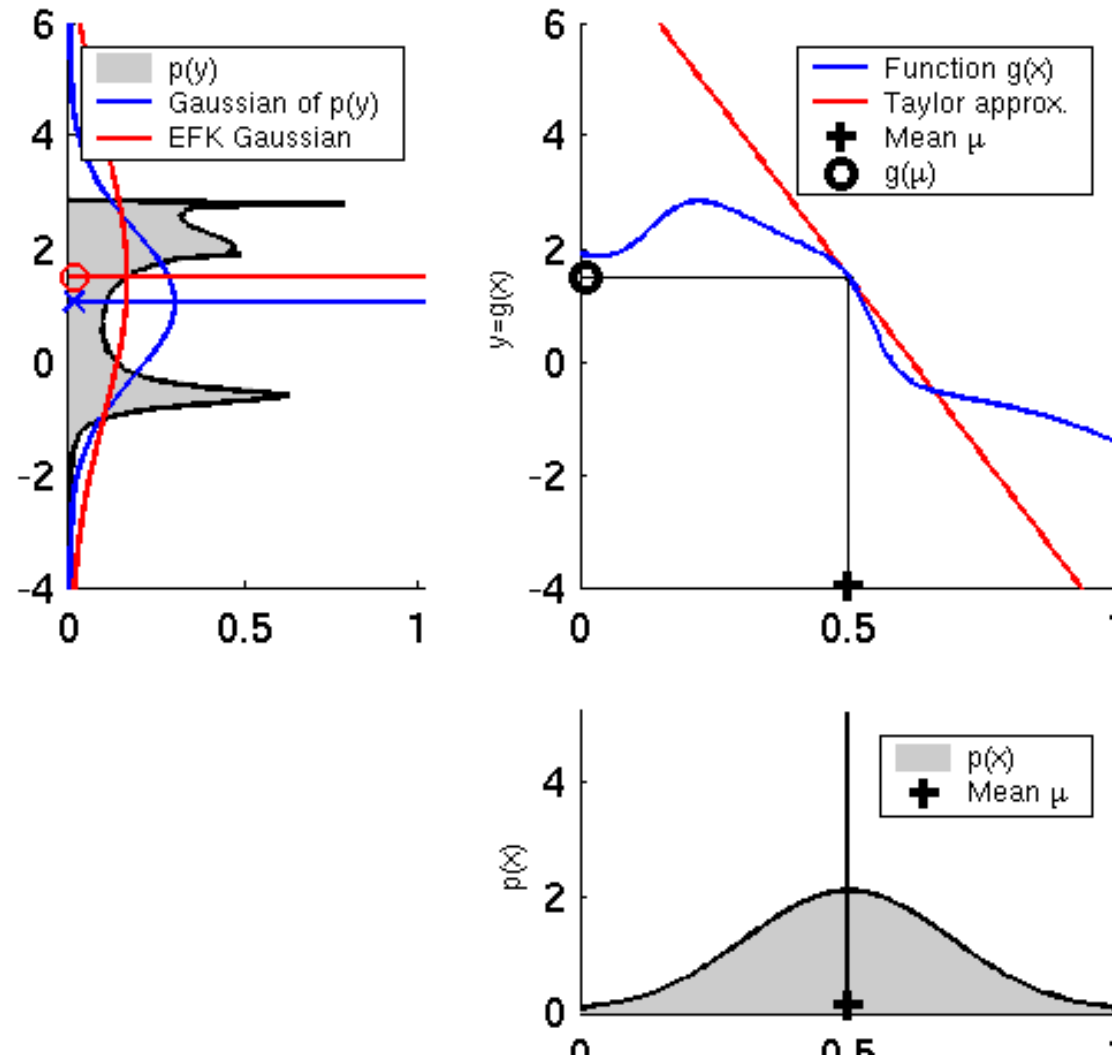 6
4
2
0
-2
-4
0
0.5
1
p(y)
Gaussian of p(y)
EFK Gaussian
6
4
2
0
-2
-4
y=g(x)
0
0.5
Function g(x)
Taylor approx.
Mean μ
g(μ)
4
2
0
p(x)
p(x)
Mean μ